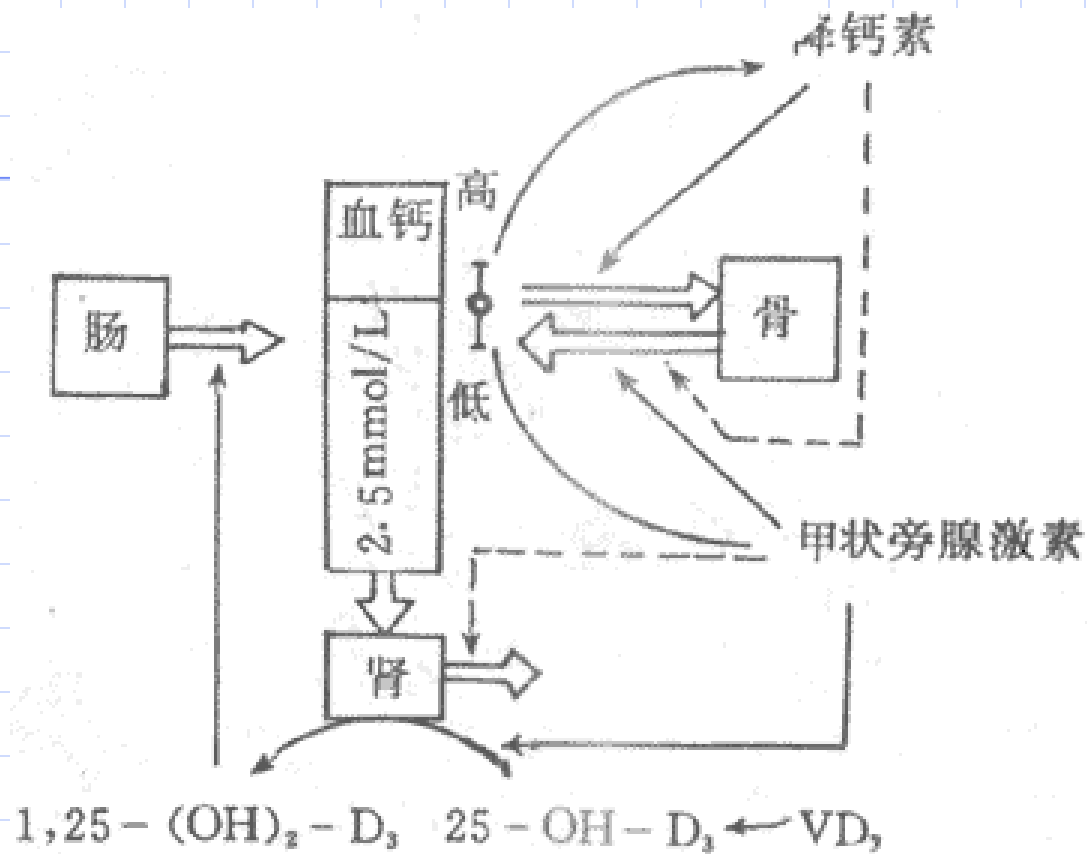 钙素
高
血钙
肠
骨
2.5mmol/L
低
甲状旁腺激素
肾
1,25-(OH)₂-D₃ 25-OH-D₃←VD₃